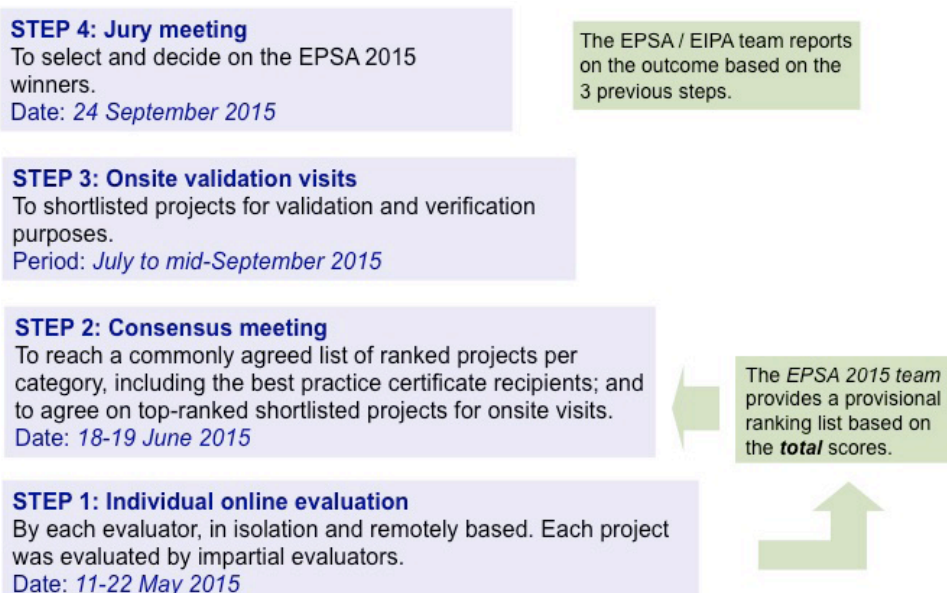 STEP 4: Jury meeting
To select and decide on the EPSA 2015
winners.
Date: 24 September 2015
The EPSA / EIPA team reports
on the outcome based on the
3 previous steps.
STEP 3: Onsite validation visits
To shortlisted projects for validation and verification
purposes.
Period: July to mid-September 2015
STEP 2: Consensus meeting
To reach a commonly agreed list of ranked projects per
category, including the best practice certificate recipients; and
to agree on top-ranked shortlisted projects for onsite visits.
Date: 18-19 June 2015
The EPSA 2015 team
provides a provisional
ranking list based on
the total scores.
STEP 1: Individual online evaluation
By each evaluator, in isolation and remotely based. Each project
was evaluated by impartial evaluators.
Date: 11-22 May 2015